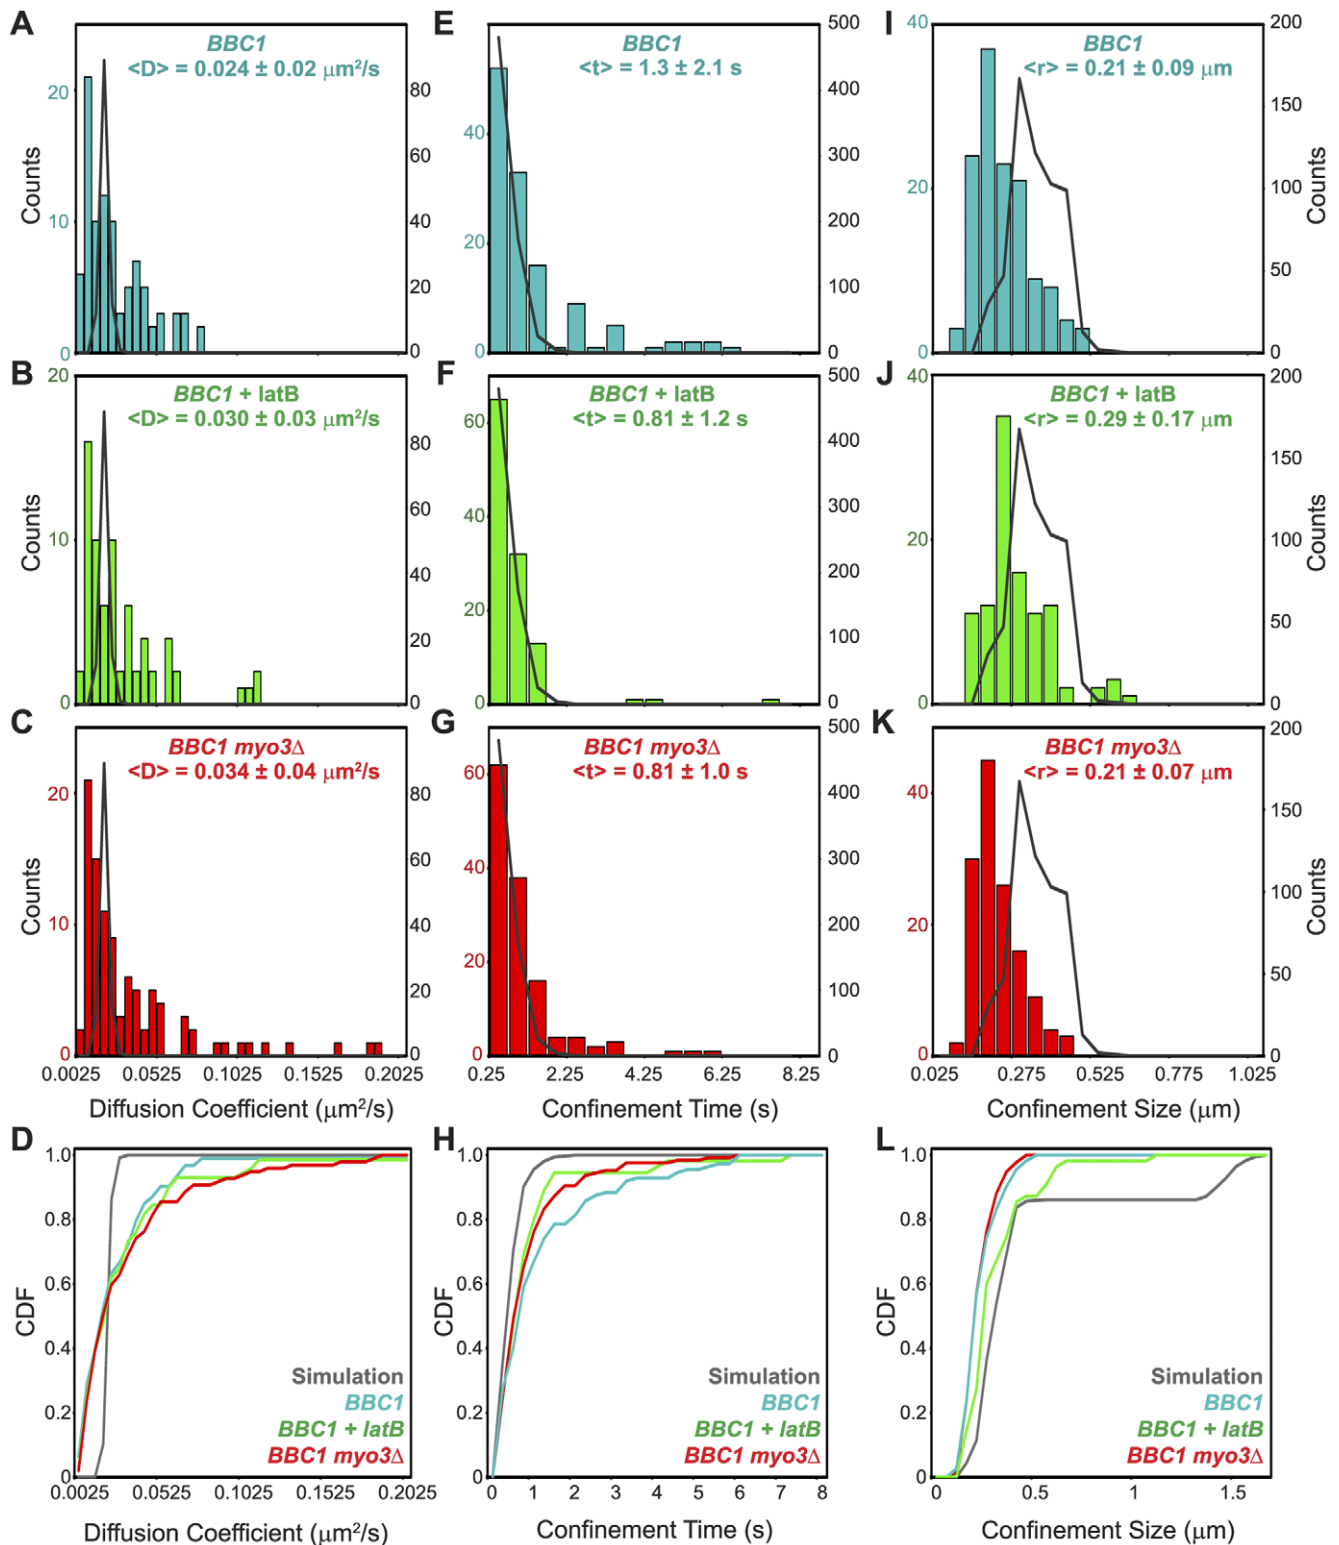 A
BBC1
<D> = 0.024 ± 0.02 μm²/s
Counts
20
10
0
80
60
40
20
0
E
BBC1
<t> = 1.3 ± 2.1 s
40
20
0
500
400
300
200
100
0
I
BBC1
<r> = 0.21 ± 0.09 μm
40
20
0
200
150
100
50
0
Counts
B
BBC1 + latB
<D> = 0.030 ± 0.03 μm²/s
Counts
20
10
0
80
60
40
20
0
F
BBC1 + latB
<t> = 0.81 ± 1.2 s
60
40
20
0
500
400
300
200
100
0
J
BBC1 + latB
<r> = 0.29 ± 0.17 μm
40
20
0
200
150
100
50
0
Counts
C
BBC1 myo3Δ
<D> = 0.034 ± 0.04 μm²/s
Counts
20
10
0
80
60
40
20
0
0.0025 0.0525 0.1025 0.1525 0.2025
Diffusion Coefficient (μm²/s)
G
BBC1 myo3Δ
<t> = 0.81 ± 1.0 s
60
40
20
0
500
400
300
200
100
0
0.25 2.25 4.25 6.25 8.25
Confinement Time (s)
K
BBC1 myo3Δ
<r> = 0.21 ± 0.07 μm
40
20
0
200
150
100
50
0
Counts
0.025 0.275 0.525 0.775 1.025
Confinement Size (μm)
D
CDF
1.0
0.8
0.6
0.4
0.2
0
Simulation
BBC1
BBC1 + latB
BBC1 myo3Δ
0.0025 0.0525 0.1025 0.1525 0.2025
Diffusion Coefficient (μm²/s)
H
CDF
1.0
0.8
0.6
0.4
0.2
0
Simulation
BBC1
BBC1 + latB
BBC1 myo3Δ
0 1 2 3 4 5 6 7 8
Confinement Time (s)
L
CDF
1.0
0.8
0.6
0.4
0.2
0
Simulation
BBC1
BBC1 + latB
BBC1 myo3Δ
0 0.5 1 1.5
Confinement Size (μm)